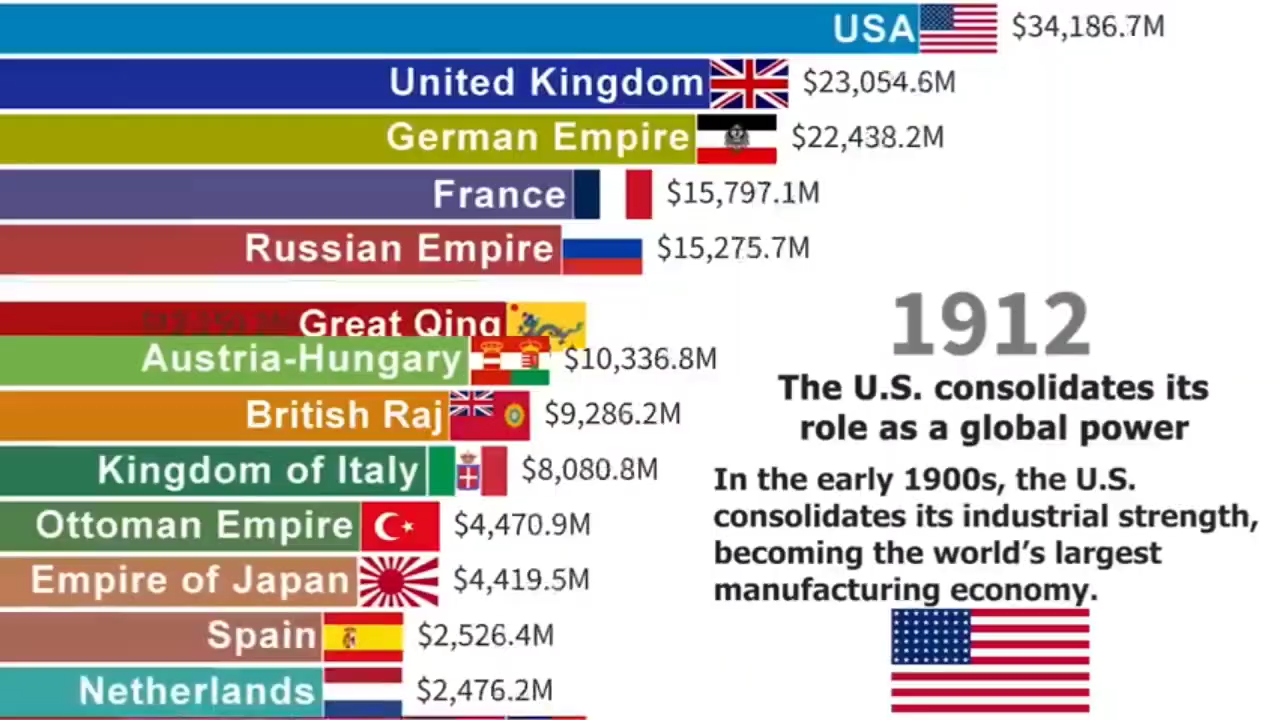 USA $34,186.7M
United Kingdom $23,054.6M
German Empire $22,438.2M
France $15,797.1M
Russian Empire $15,275.7M
Great Qing
Austria-Hungary $10,336.8M
British Raj $9,286.2M
Kingdom of Italy $8,080.8M
Ottoman Empire $4,470.9M
Empire of Japan $4,419.5M
Spain $2,526.4M
Netherlands $2,476.2M
1912
The U.S. consolidates its
role as a global power
In the early 1900s, the U.S.
consolidates its industrial strength,
becoming the world’s largest
manufacturing economy.